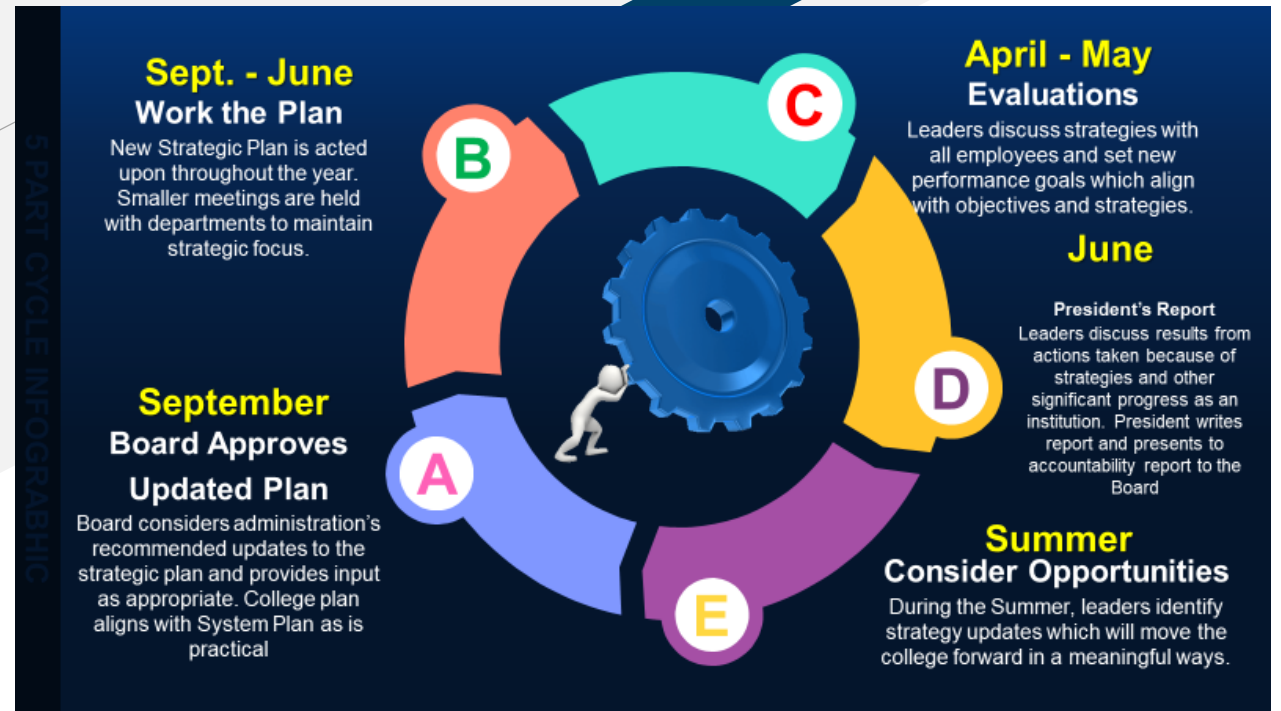 5 PART CYCLE INFOGRABHIC
Sept. - June
Work the Plan
New Strategic Plan is acted
upon throughout the year.
Smaller meetings are held
with departments to maintain
strategic focus.
B
C
April - May
Evaluations
Leaders discuss strategies with
all employees and set new
performance goals which align
with objectives and strategies.
June
President's Report
Leaders discuss results from
actions taken because of
strategies and other
significant progress as an
institution. President writes
report and presents to
accountability report to the
Board
D
September
Board Approves
Updated Plan
Board considers administration's
recommended updates to the
strategic plan and provides input
as appropriate. College plan
aligns with System Plan as is
practical
A
E
Summer
Consider Opportunities
During the Summer, leaders identify
strategy updates which will move the
college forward in a meaningful ways.